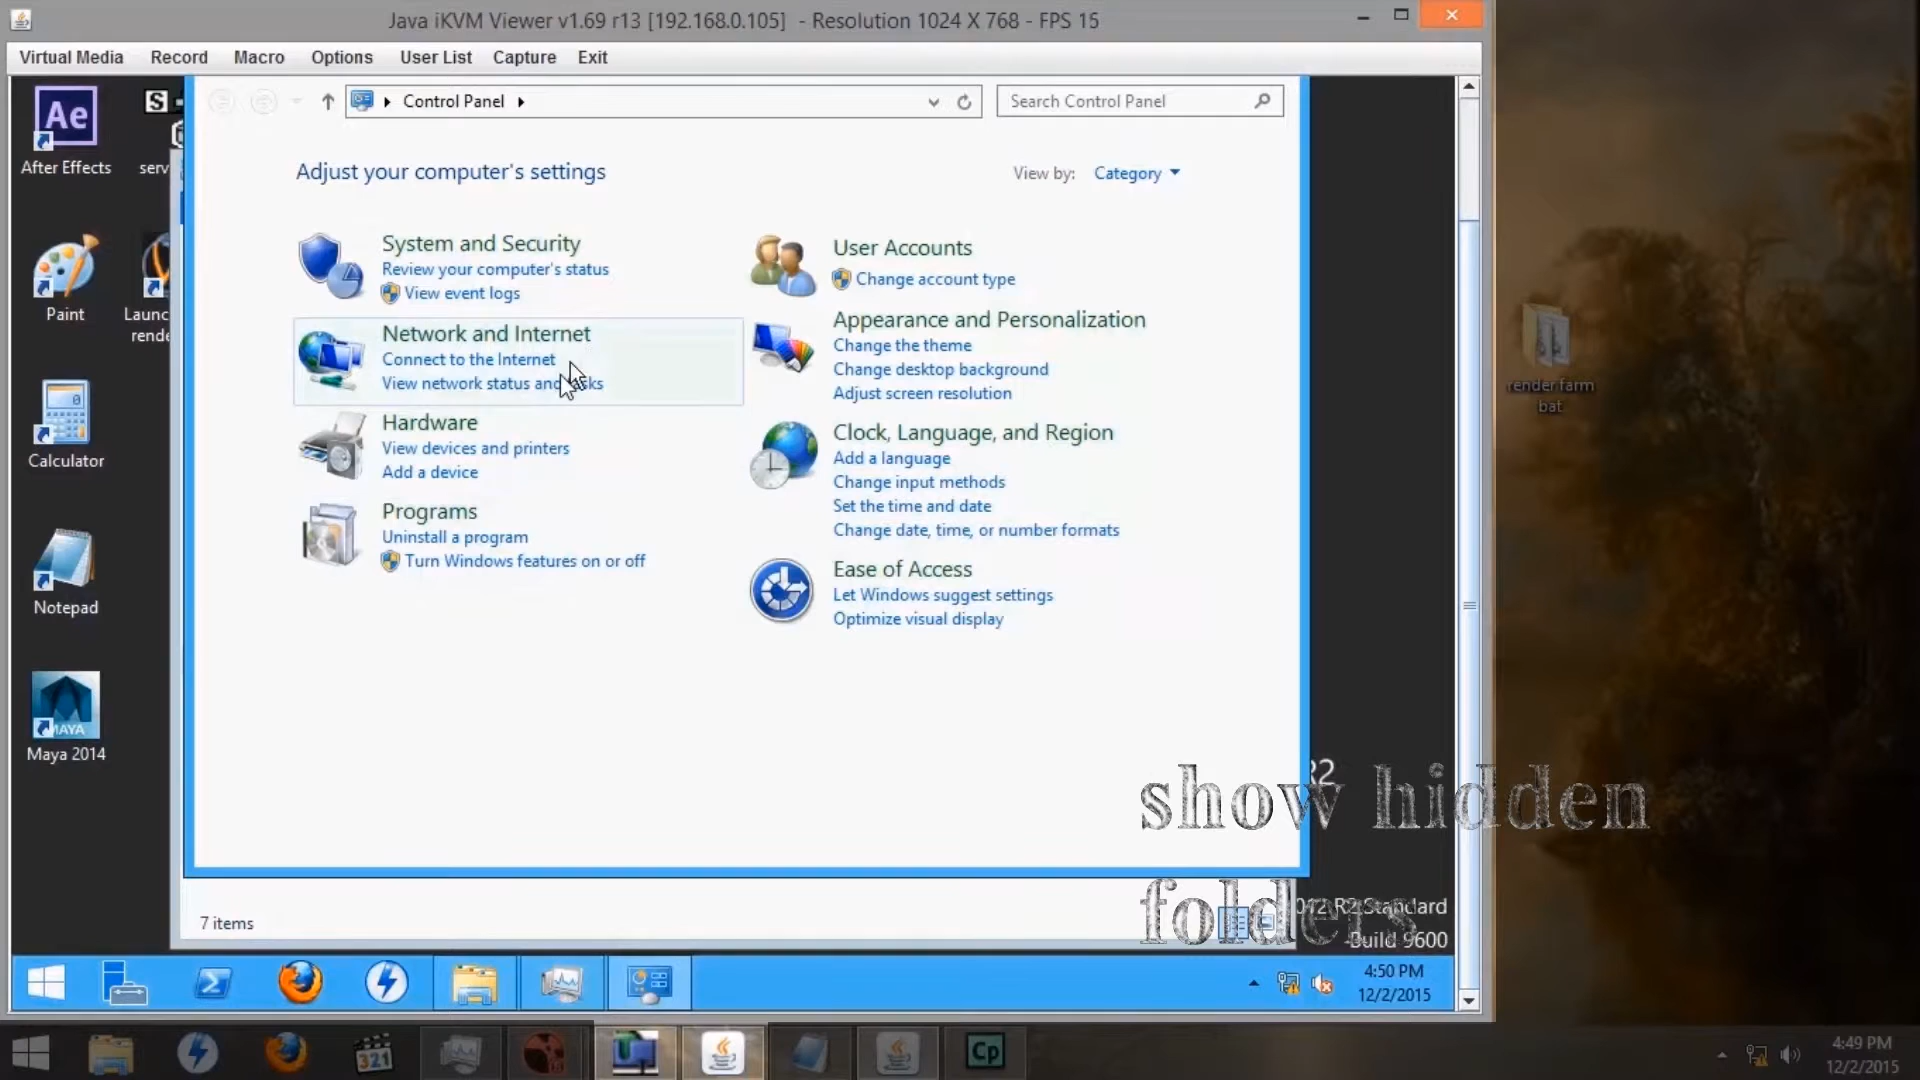 Java iKVM Viewer v1.69 r13 [192.168.0.105] - Resolution 1024 X 768 - FPS 15
Virtual Media Record Macro Options User List Capture Exit
Control Panel
Search Control Panel
Adjust your computer's settings
View by: Category
System and Security
Review your computer's status
View event logs
Network and Internet
Connect to the Internet
View network status and
Hardware
View devices and printers
Add a device
Programs
Uninstall a program
Turn Windows features on or off
User Accounts
Change account type
Appearance and Personalization
Change the theme
Change desktop background
Adjust screen resolution
Clock, Language, and Region
Add a language
Change input methods
Set the time and date
Change date, time, or number formats
Ease of Access
Let Windows suggest settings
Optimize visual display
Ae
After Effects
S
serv
Paint
Launc
rende
Calculator
Notepad
MAYA
Maya 2014
render farm
bat
R2
show hidden
folders
012 R2 Standard
Build 9600
7 items
4:50 PM
12/2/2015
321
Cp
4:49 PM
12/2/2015